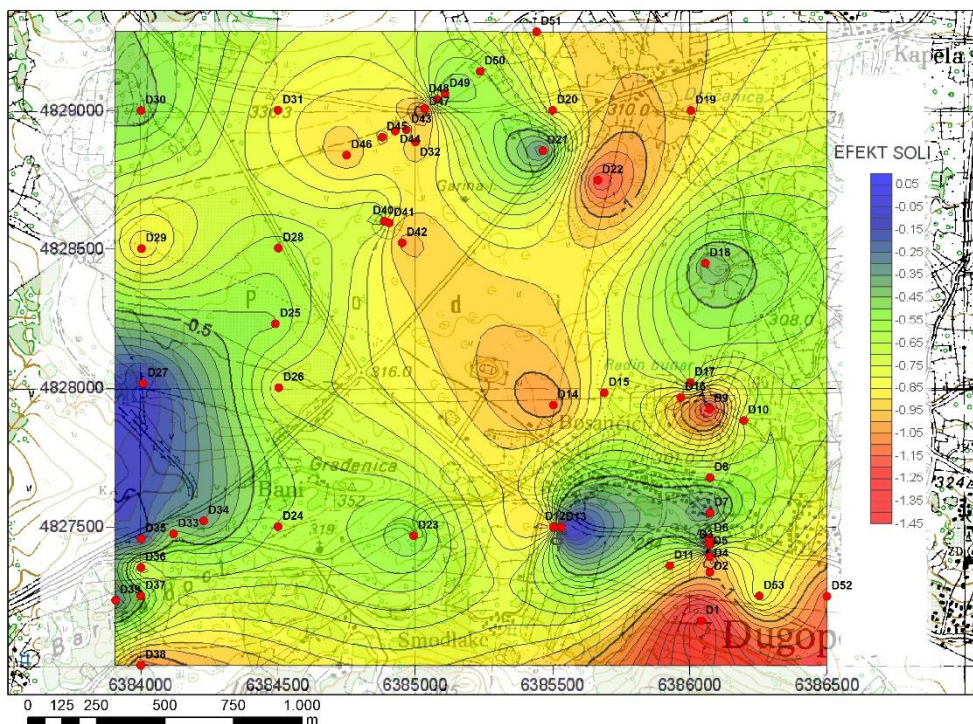 D51
Kapela
D50
D49
D48
D47
D30
D31
D20
D19
4829000
310.0
D43
D45
D44
D46
D32
D21
D22
EFEKT SOLI
0.05
-0.05
-0.15
-0.25
-0.35
-0.45
-0.55
-0.65
-0.75
-0.85
-0.95
-1.05
-1.15
-1.25
-1.35
-1.45
-1
D40
D41
D42
D29
D28
4828500
D18
P o d i
308.0
D25
-0.5
316.0
D27
D26
4828000
D17
D15
D16
D14
D9
D10
Bosančić
Gradenica
Bani
352
D8
324
D7
D34
D33
D35
D24
319
D23
D12
D13
4827500
D6
D5
D4
D2
D11
D36
D37
D39
D53
D52
D1
Dugop
Smodlake
D38
6384000
6384500
6385000
6385500
6386000
6386500
0 125 250 500 750 1.000
m